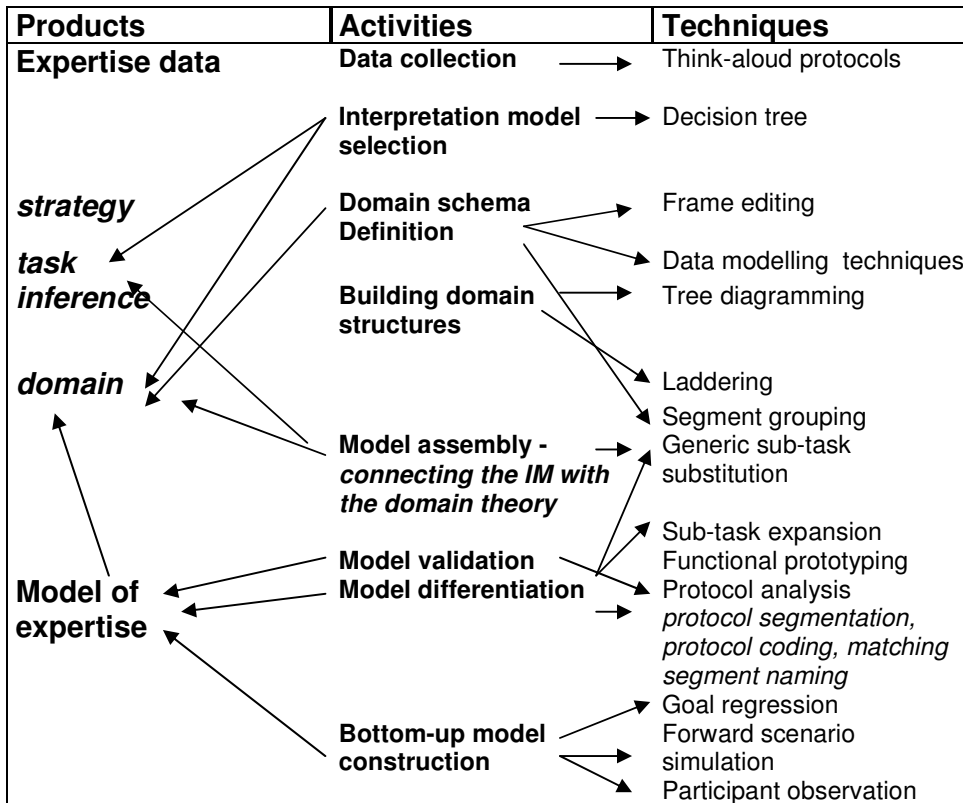 Products Activities Techniques
Expertise data Data collection Think-aloud protocols
Interpretation model Decision tree
selection
strategy Domain schema Frame editing
Definition
task Data modelling techniques
inference Building domain Tree diagramming
structures
domain Laddering
Segment grouping
Model assembly - Generic sub-task
connecting the IM with substitution
the domain theory
Sub-task expansion
Model validation Functional prototyping
Model of Model differentiation Protocol analysis
expertise protocol segmentation,
protocol coding, matching
segment naming
Goal regression
Bottom-up model Forward scenario
construction simulation
Participant observation